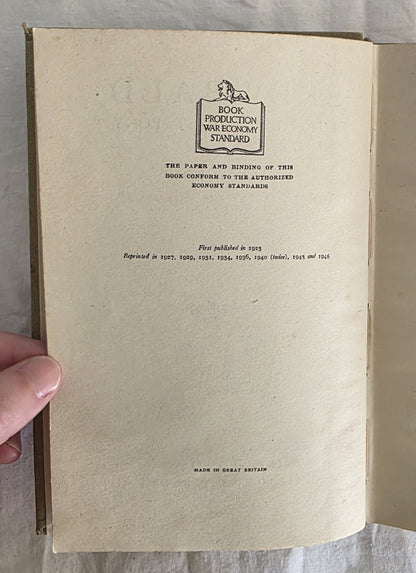 BOOK
PRODUCTION
WAR ECONOMY
STANDARD
THE PAPER AND BINDING OF THIS
BOOK CONFORM TO THE AUTHORIZED
ECONOMY STANDARDS
First published in 1923
Reprinted in 1927, 1929, 1931, 1934, 1936, 1940 (twice), 1943 and 1946
MADE IN GREAT BRITAIN